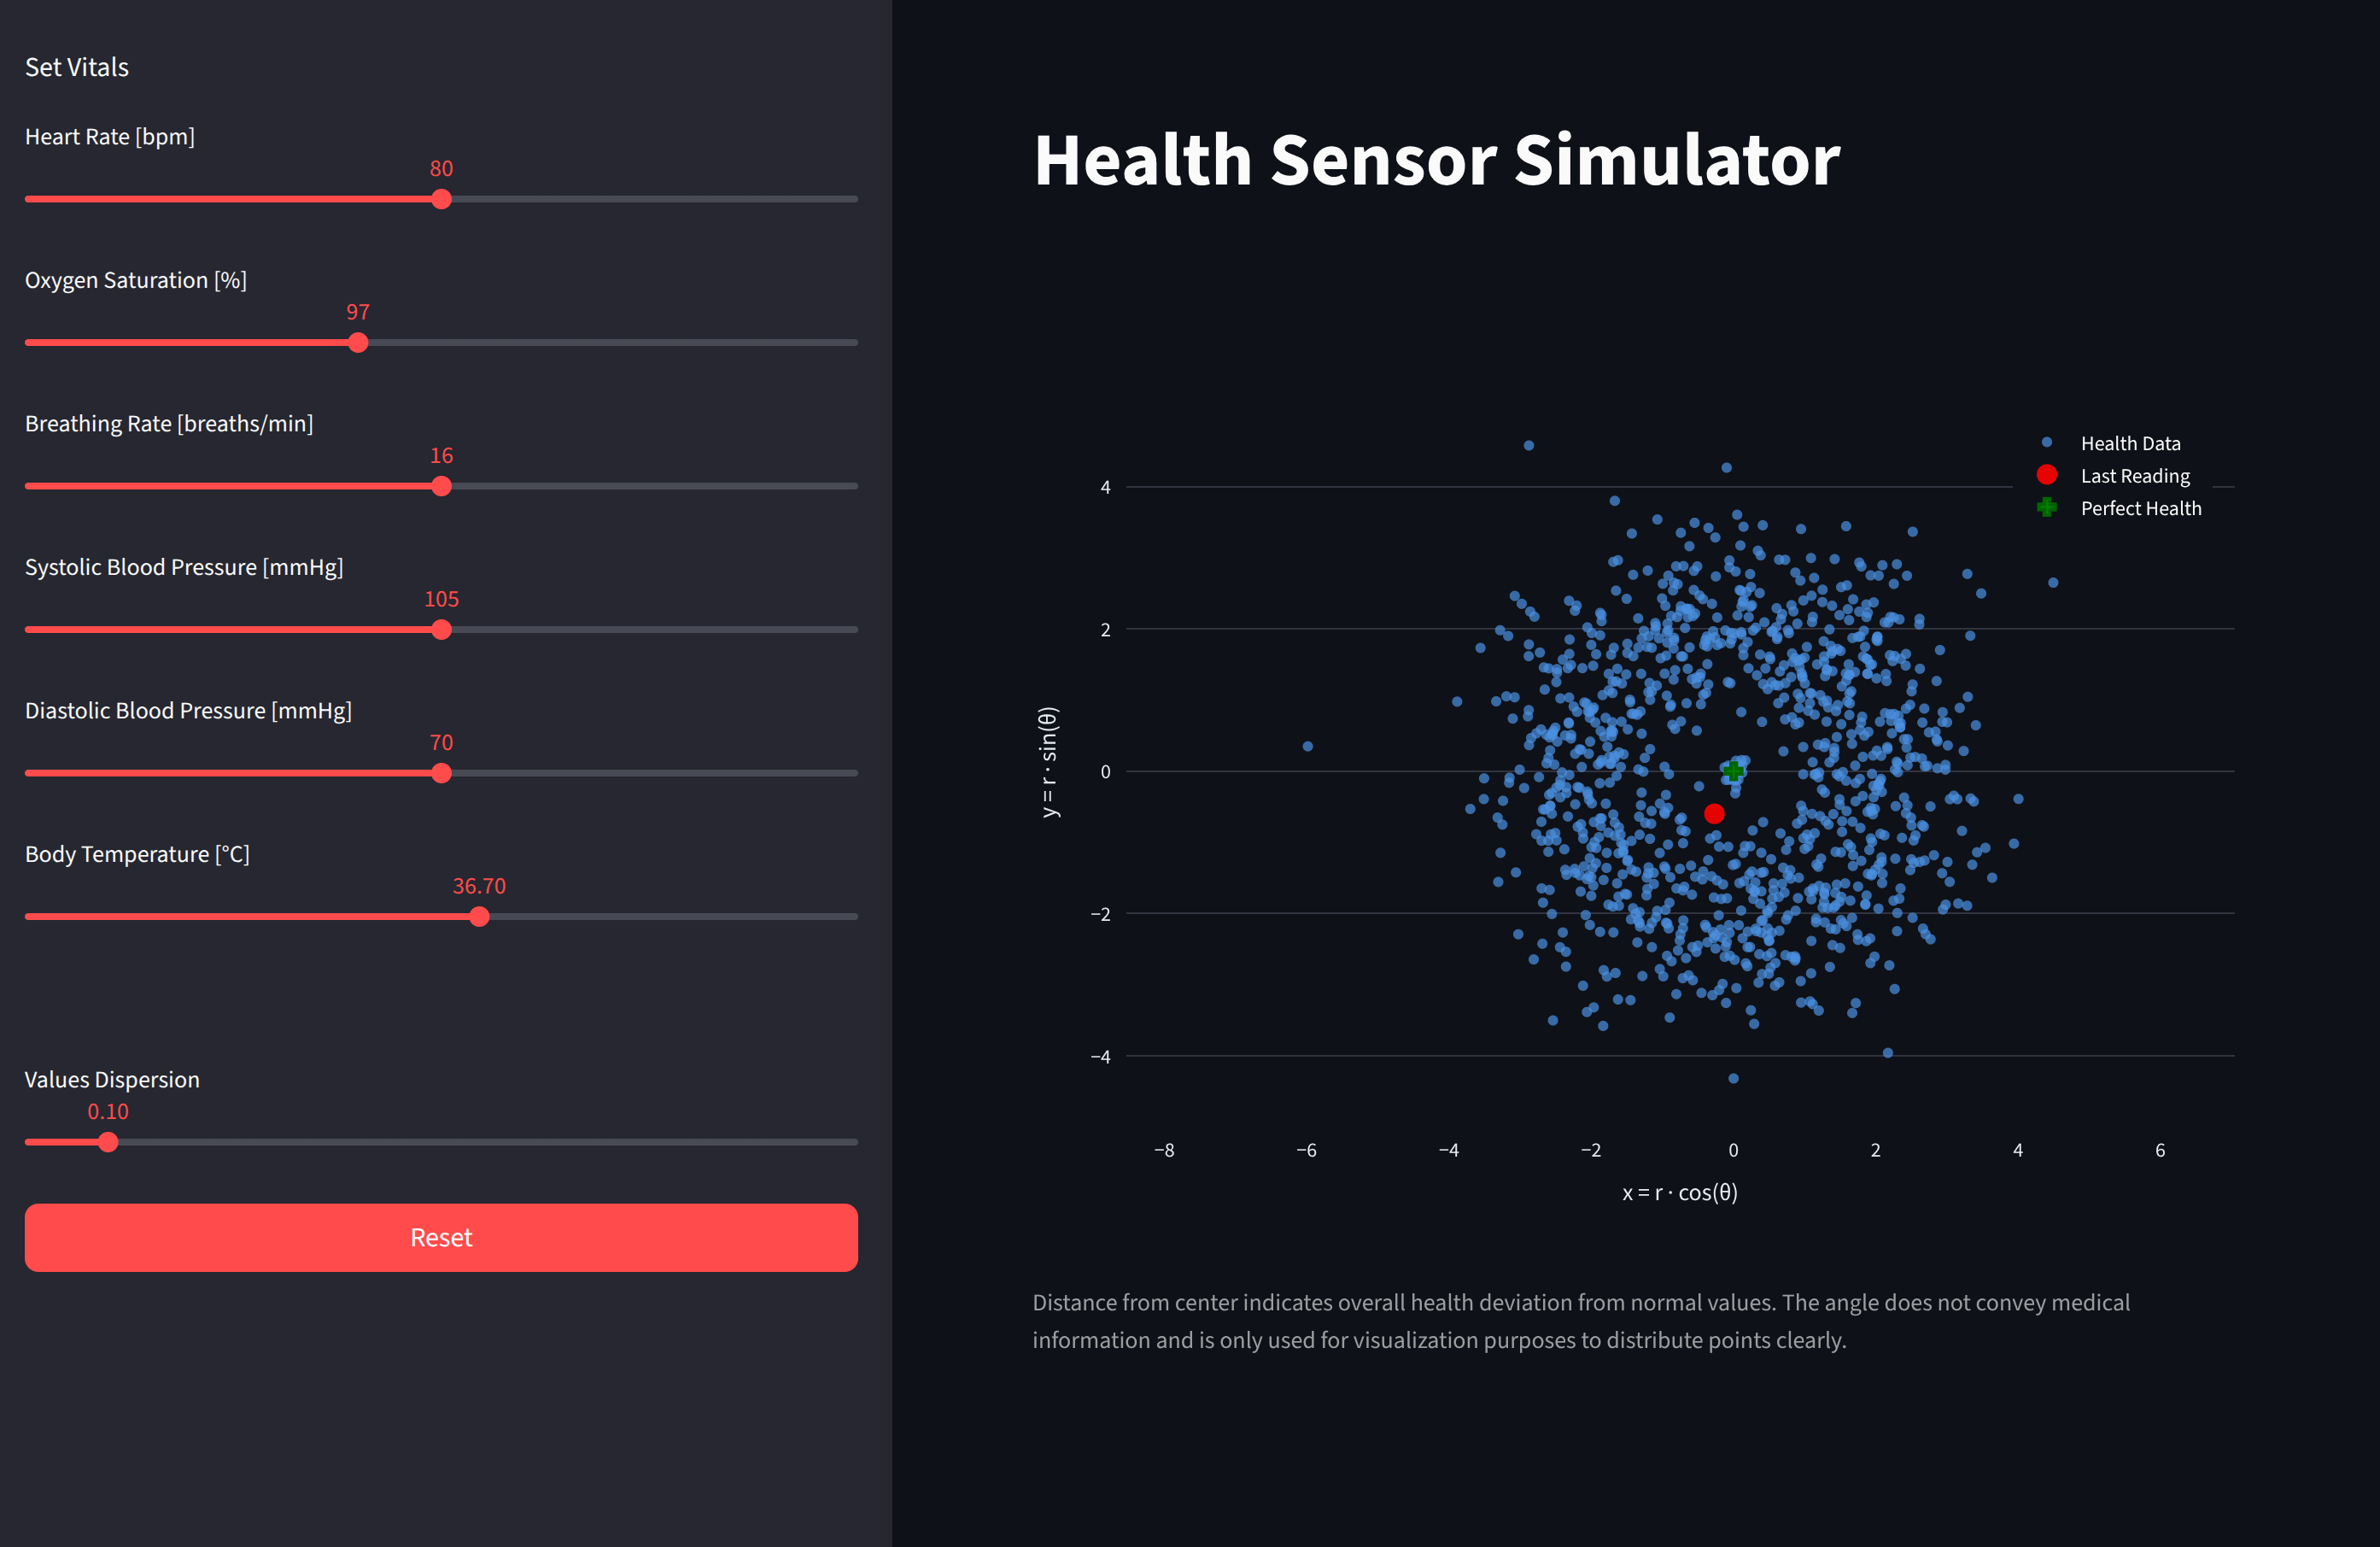 Set Vitals
Heart Rate [bpm]
80
Oxygen Saturation [%]
97
Breathing Rate [breaths/min]
16
Systolic Blood Pressure [mmHg]
105
Diastolic Blood Pressure [mmHg]
70
Body Temperature [°C]
36.70
Values Dispersion
0.10
Reset
Health Sensor Simulator
Health Data
Last Reading
Perfect Health
4
2
0
−2
−4
y = r · sin(θ)
−8 −6 −4 −2 0 2 4 6
x = r · cos(θ)
Distance from center indicates overall health deviation from normal values. The angle does not convey medical
information and is only used for visualization purposes to distribute points clearly.